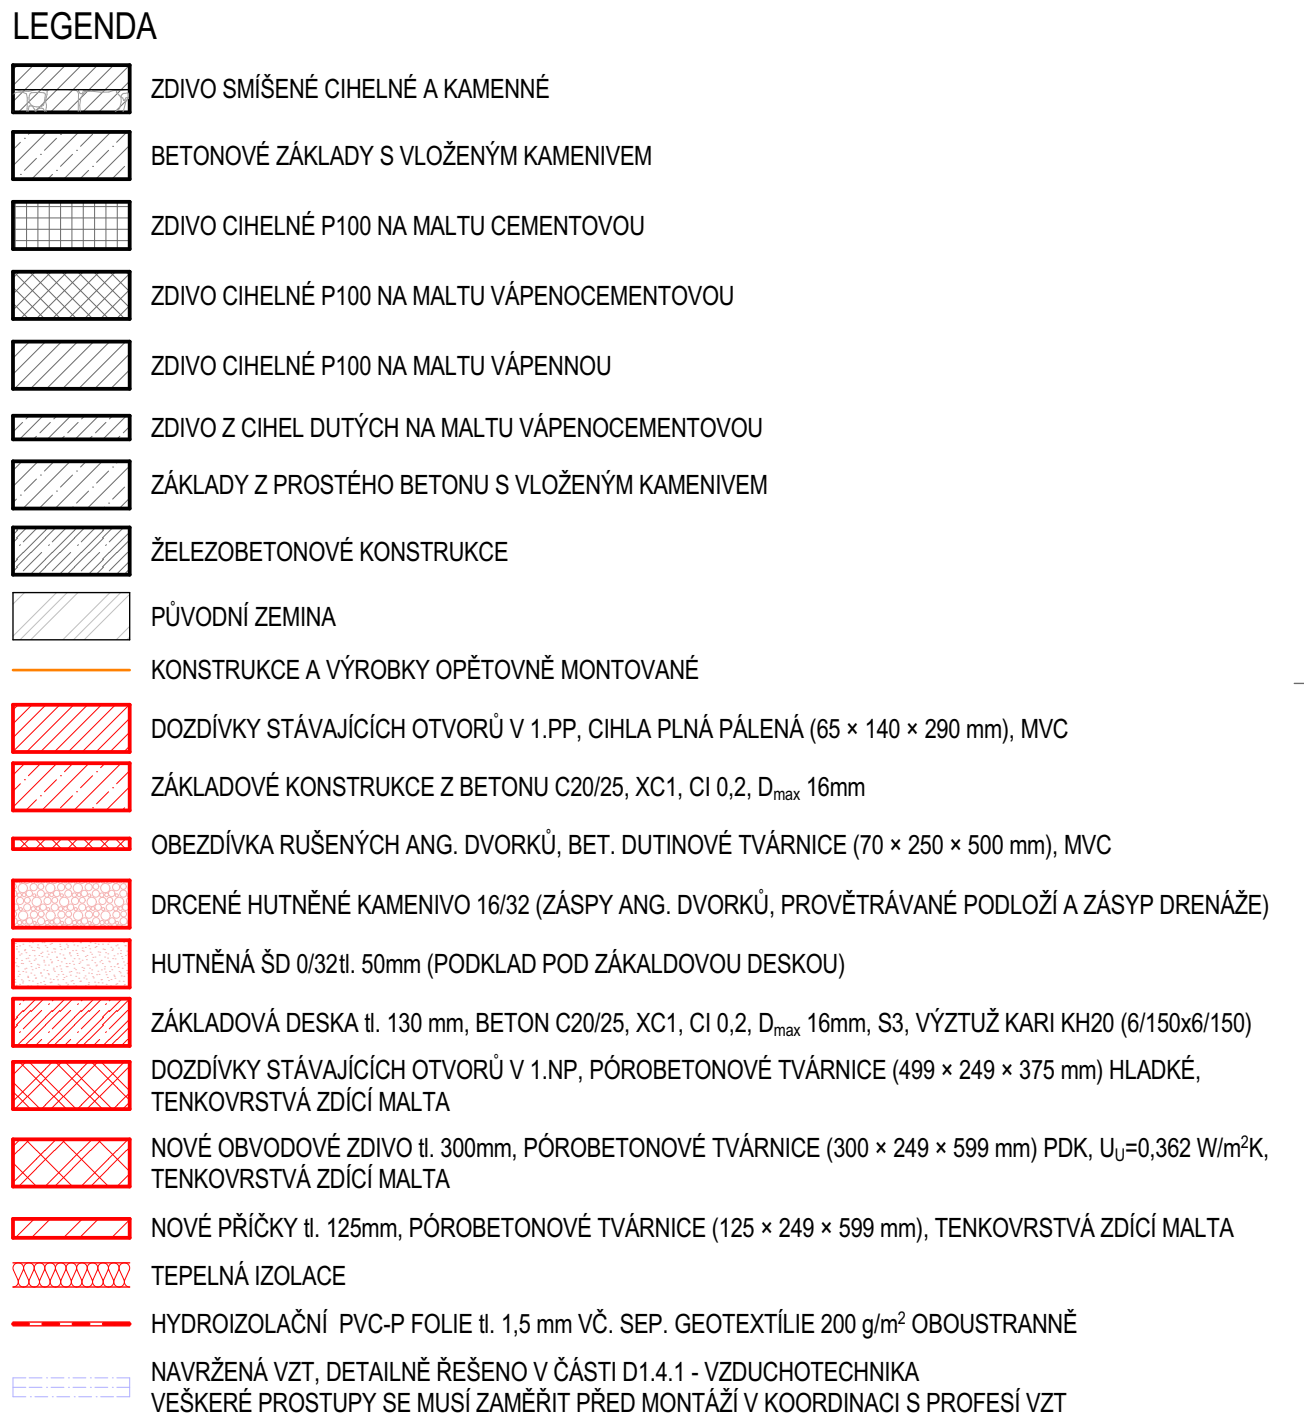 LEGENDA
ZDIVO SMÍŠENÉ CIHELNÉ A KAMENNÉ
BETONOVÉ ZÁKLADY S VLOŽENÝM KAMENIVEM
ZDIVO CIHELNÉ P100 NA MALTU CEMENTOVOU
ZDIVO CIHELNÉ P100 NA MALTU VÁPENOCEMENTOVOU
ZDIVO CIHELNÉ P100 NA MALTU VÁPENNOU
ZDIVO Z CIHEL DUTÝCH NA MALTU VÁPENOCEMENTOVOU
ZÁKLADY Z PROSTÉHO BETONU S VLOŽENÝM KAMENIVEM
ŽELEZOBETONOVÉ KONSTRUKCE
PŮVODNÍ ZEMINA
KONSTRUKCE A VÝROBKY OPĚTOVNĚ MONTOVANÉ
DOZDÍVKY STÁVAJÍCÍCH OTVORŮ V 1.PP, CIHLA PLNÁ PÁLENÁ (65 × 140 × 290 mm), MVC
ZÁKLADOVÉ KONSTRUKCE Z BETONU C20/25, XC1, Cl 0,2, Dmax 16mm
OBEZDÍVKA RUŠENÝCH ANG. DVORKŮ, BET. DUTINOVÉ TVÁRNICE (70 × 250 × 500 mm), MVC
DRCENÉ HUTNĚNÉ KAMENIVO 16/32 (ZÁSPY ANG. DVORKŮ, PROVĚTRÁVANÉ PODLOŽÍ A ZÁSYP DRENÁŽE)
HUTNĚNÁ ŠD 0/32tl. 50mm (PODKLAD POD ZÁKALDOVOU DESKOU)
ZÁKLADOVÁ DESKA tl. 130 mm, BETON C20/25, XC1, Cl 0,2, Dmax 16mm, S3, VÝZTUŽ KARI KH20 (6/150x6/150)
DOZDÍVKY STÁVAJÍCÍCH OTVORŮ V 1.NP, PÓROBETONOVÉ TVÁRNICE (499 × 249 × 375 mm) HLADKÉ,
TENKOVRSTVÁ ZDÍCÍ MALTA
NOVÉ OBVODOVÉ ZDIVO tl. 300mm, PÓROBETONOVÉ TVÁRNICE (300 × 249 × 599 mm) PDK, UU=0,362 W/m²K,
TENKOVRSTVÁ ZDÍCÍ MALTA
NOVÉ PŘÍČKY tl. 125mm, PÓROBETONOVÉ TVÁRNICE (125 × 249 × 599 mm), TENKOVRSTVÁ ZDÍCÍ MALTA
TEPELNÁ IZOLACE
HYDROIZOLAČNÍ PVC-P FOLIE tl. 1,5 mm VČ. SEP. GEOTEXTÍLIE 200 g/m² OBOUSTRANNĚ
NAVRŽENÁ VZT, DETAILNĚ ŘEŠENO V ČÁSTI D1.4.1 - VZDUCHOTECHNIKA
VEŠKERÉ PROSTUPY SE MUSÍ ZAMĚŘIT PŘED MONTÁŽÍ V KOORDINACI S PROFESÍ VZT